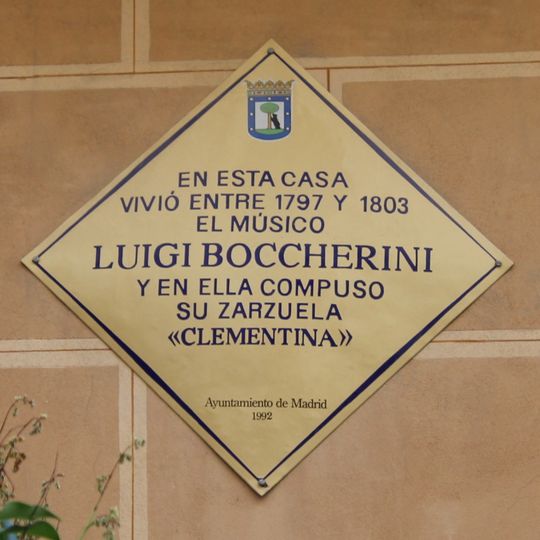 EN ESTA CASA
VIVIÓ ENTRE 1797 Y 1803
EL MÚSICO
LUIGI BOCCHERINI
Y EN ELLA COMPUSO
SU ZARZUELA
«CLEMENTINA»
Ayuntamiento de Madrid
1992